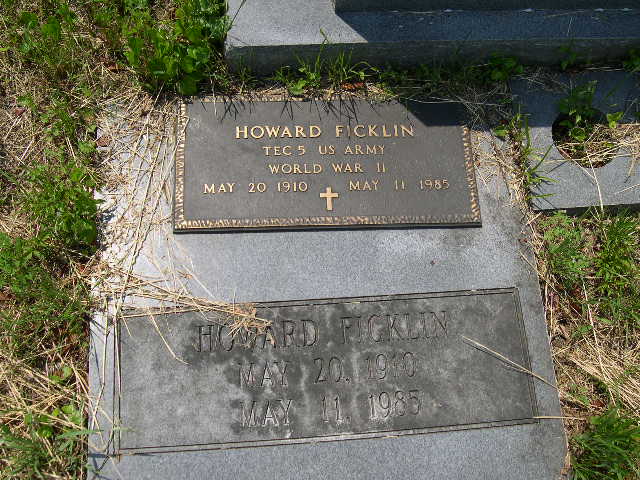 HOWARD FICKLIN
TEC 5 US ARMY
WORLD WAR II
MAY 20 1910 MAY 11 1985
HOWARD FICKLIN
MAY 20, 1910
MAY 11, 1985